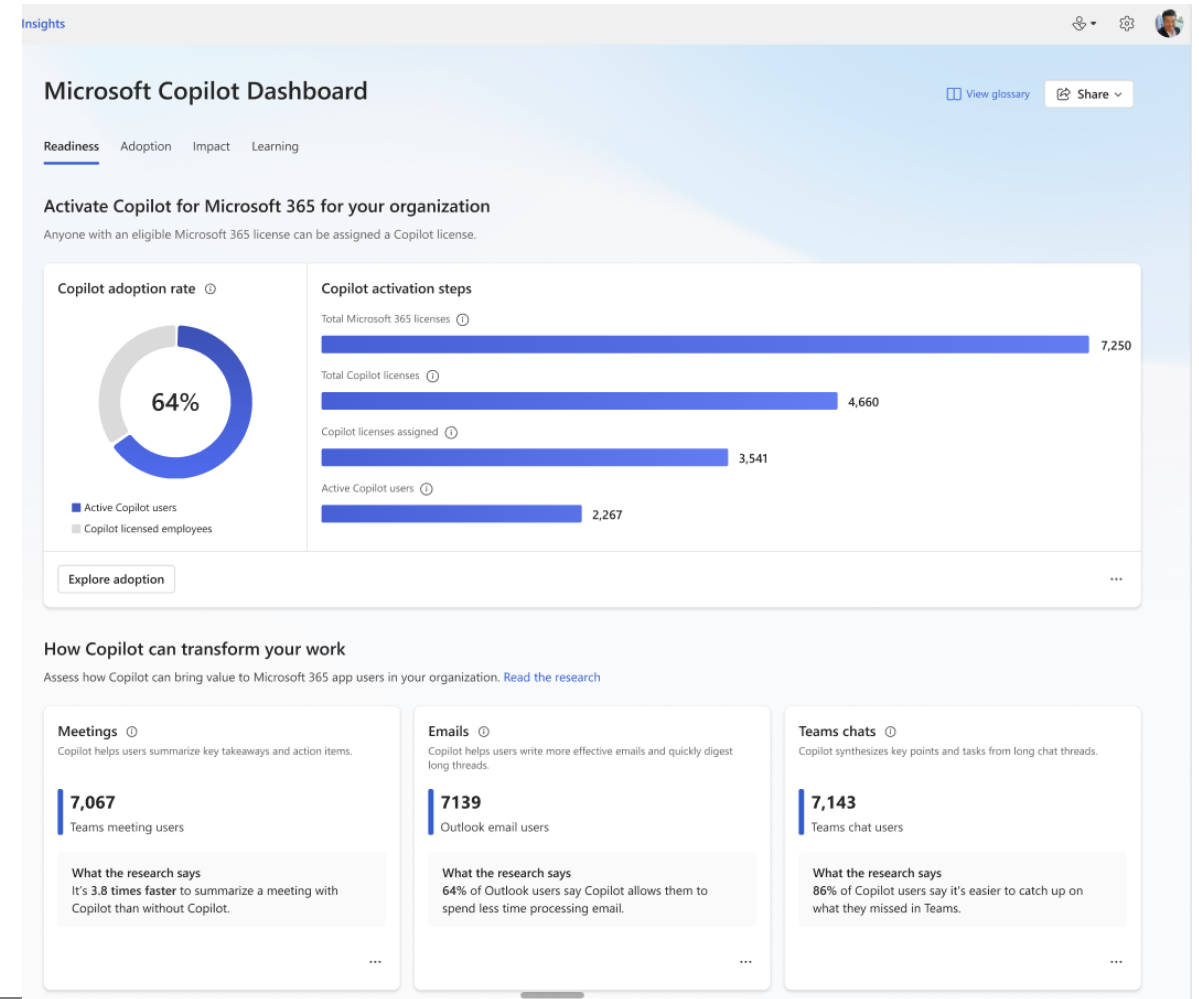 Insights
Microsoft Copilot Dashboard
View glossary
Share
Readiness
Adoption
Impact
Learning
Activate Copilot for Microsoft 365 for your organization
Anyone with an eligible Microsoft 365 license can be assigned a Copilot license.
Copilot adoption rate
64%
Active Copilot users
Copilot licensed employees
Copilot activation steps
Total Microsoft 365 licenses
7,250
Total Copilot licenses
4,660
Copilot licenses assigned
3,541
Active Copilot users
2,267
Explore adoption
How Copilot can transform your work
Assess how Copilot can bring value to Microsoft 365 app users in your organization. Read the research
Meetings
Copilot helps users summarize key takeaways and action items.
7,067
Teams meeting users
What the research says
It's 3.8 times faster to summarize a meeting with
Copilot than without Copilot.
Emails
Copilot helps users write more effective emails and quickly digest
long threads.
7139
Outlook email users
What the research says
64% of Outlook users say Copilot allows them to
spend less time processing email.
Teams chats
Copilot synthesizes key points and tasks from long chat threads.
7,143
Teams chat users
What the research says
86% of Copilot users say it's easier to catch up on
what they missed in Teams.